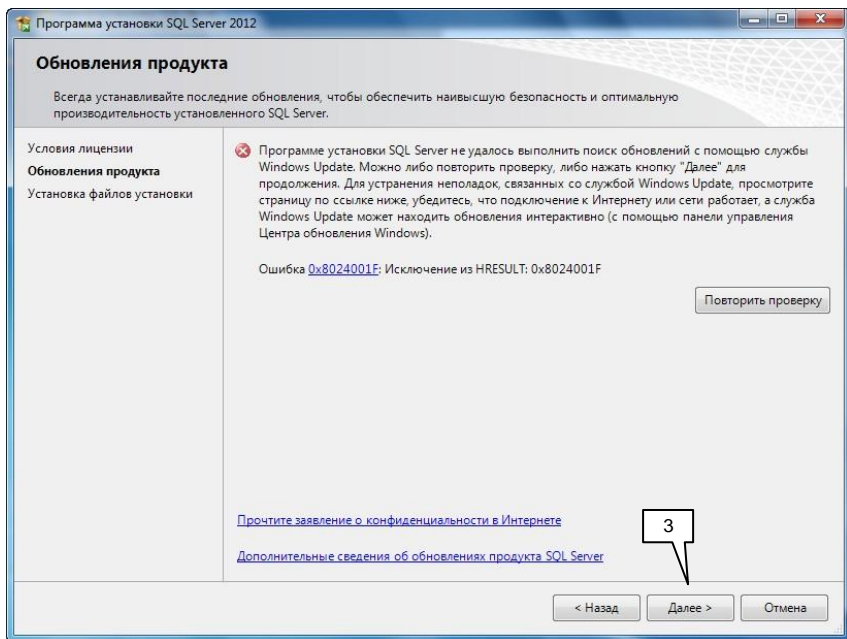 Программа установки SQL Server 2012
Обновления продукта
Всегда устанавливайте последние обновления, чтобы обеспечить наивысшую безопасность и оптимальную
производительность установленного SQL Server.
Условия лицензии
Обновления продукта
Установка файлов установки
Программе установки SQL Server не удалось выполнить поиск обновлений с помощью службы
Windows Update. Можно либо повторить проверку, либо нажать кнопку "Далее" для
продолжения. Для устранения неполадок, связанных со службой Windows Update, просмотрите
страницу по ссылке ниже, убедитесь, что подключение к Интернету или сети работает, а служба
Windows Update может находить обновления интерактивно (с помощью панели управления
Центра обновления Windows).
Ошибка 0x8024001F: Исключение из HRESULT: 0x8024001F
Повторить проверку
Прочтите заявление о конфиденциальности в Интернете
3
Дополнительные сведения об обновлениях продукта SQL Server
< Назад
Далее >
Отмена